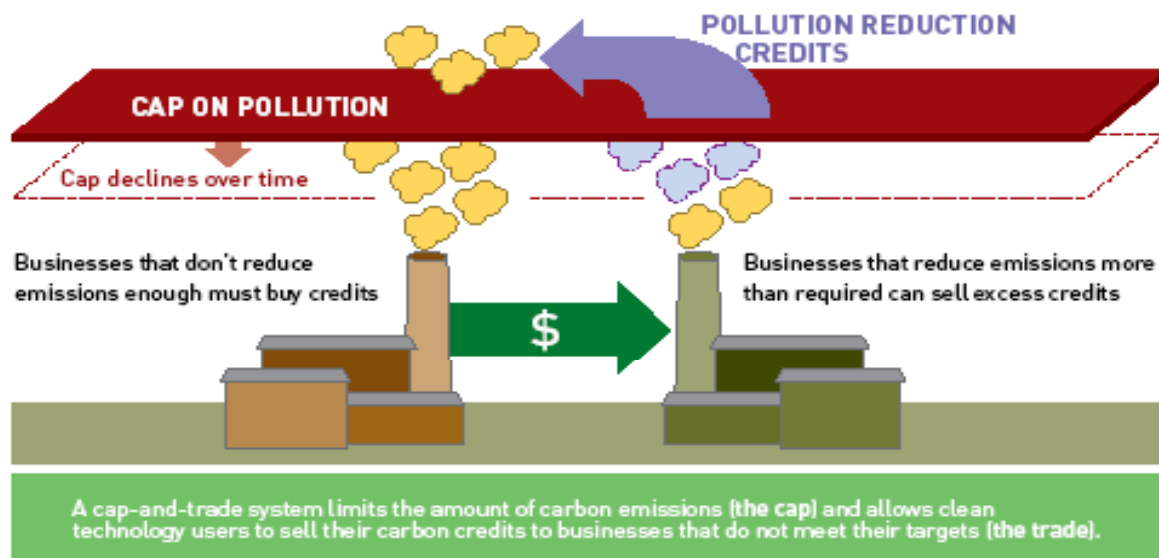 POLLUTION REDUCTION
CREDITS
CAP ON POLLUTION
Cap declines over time
Businesses that don't reduce
emissions enough must buy credits
$
Businesses that reduce emissions more
than required can sell excess credits
A cap-and-trade system limits the amount of carbon emissions (the cap) and allows clean
technology users to sell their carbon credits to businesses that do not meet their targets (the trade).